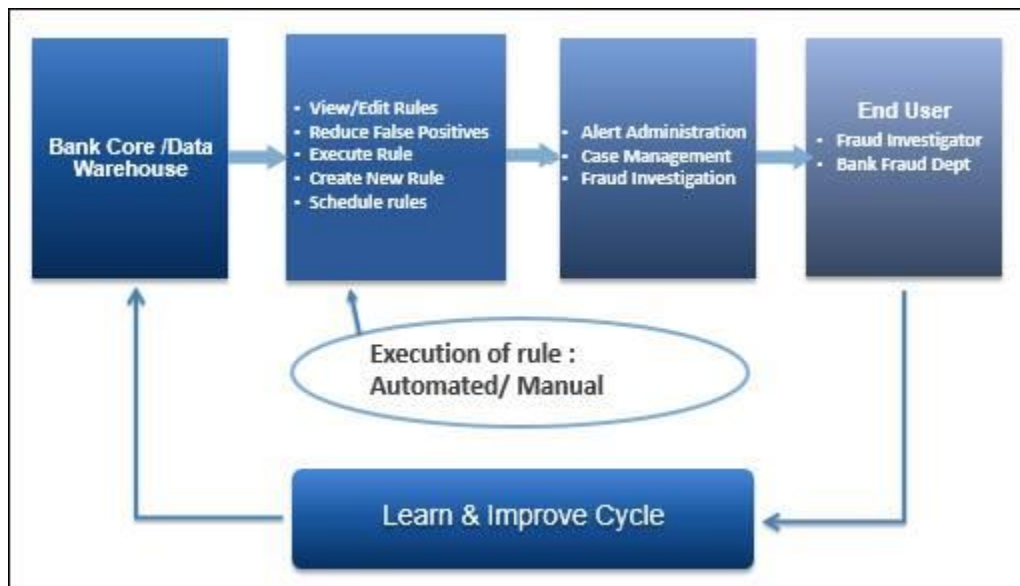 Bank Core /Data
Warehouse
• View/Edit Rules
• Reduce False Positives
• Execute Rule
• Create New Rule
• Schedule rules
• Alert Administration
• Case Management
• Fraud Investigation
End User
• Fraud Investigator
• Bank Fraud Dept
Execution of rule :
Automated/ Manual
Learn & Improve Cycle